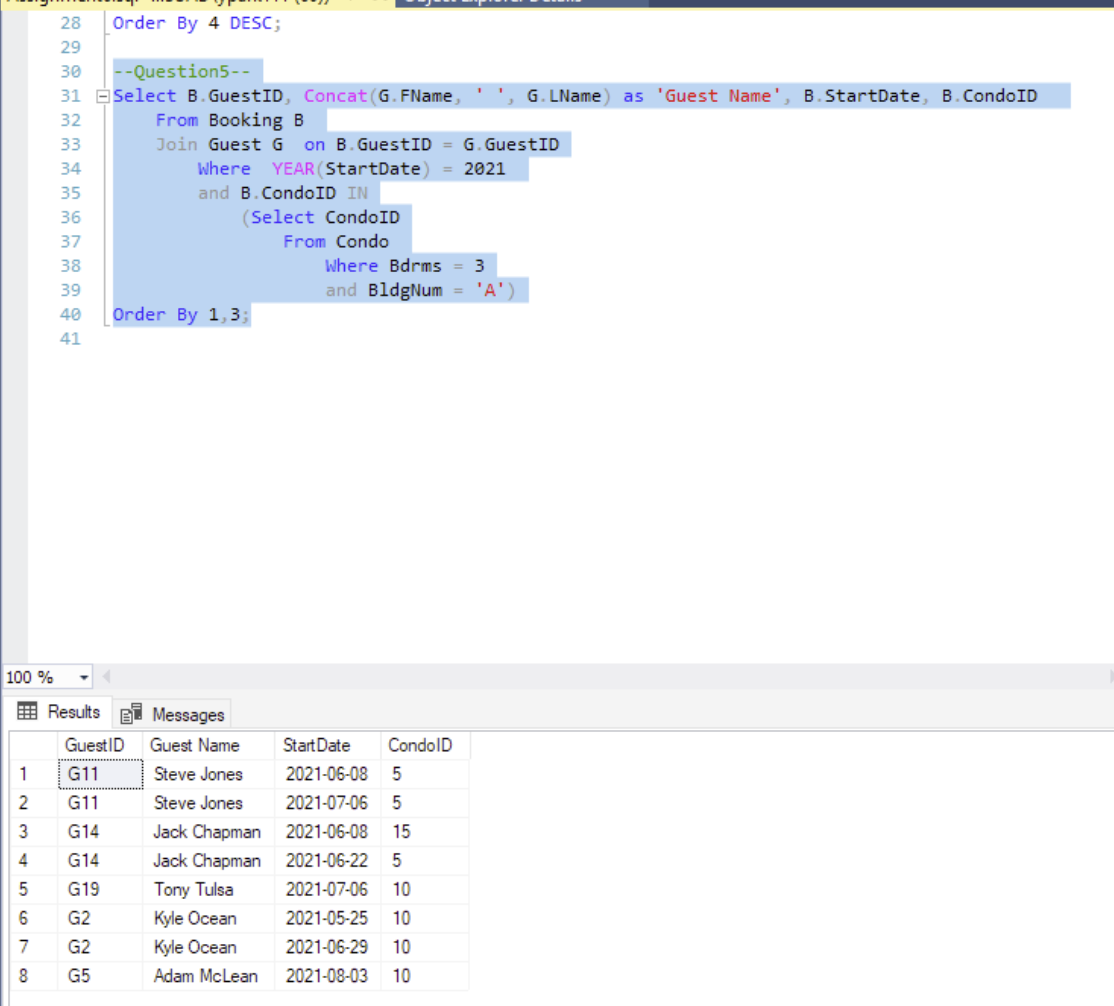 28 Order By 4 DESC;
29
30 --Question5--
31 Select B.GuestID, Concat(G.FName, ' ', G.LName) as 'Guest Name', B.StartDate, B.CondoID
32 From Booking B
33 Join Guest G  on B.GuestID = G.GuestID
34 Where  YEAR(StartDate) = 2021
35 and B.CondoID IN
36 (Select CondoID
37 From Condo
38 Where Bdrms = 3
39 and BldgNum = 'A')
40 Order By 1,3;
41
100 %
Results Messages
GuestID Guest Name StartDate CondoID
1 G11 Steve Jones 2021-06-08 5
2 G11 Steve Jones 2021-07-06 5
3 G14 Jack Chapman 2021-06-08 15
4 G14 Jack Chapman 2021-06-22 5
5 G19 Tony Tulsa 2021-07-06 10
6 G2 Kyle Ocean 2021-05-25 10
7 G2 Kyle Ocean 2021-06-29 10
8 G5 Adam McLean 2021-08-03 10